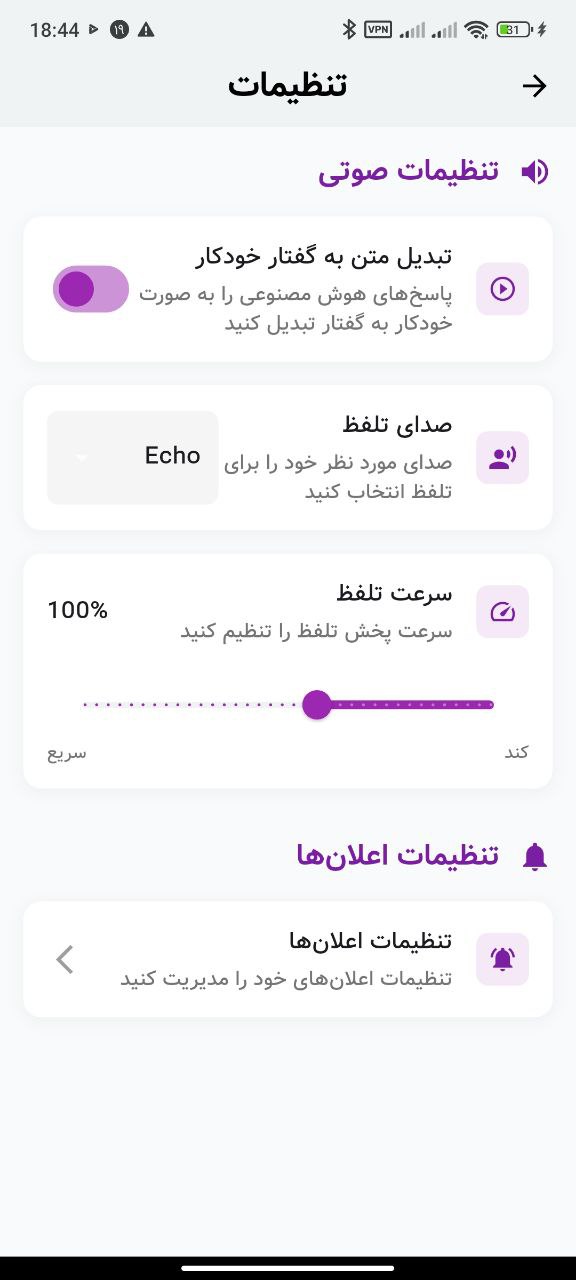 18:44
۱۹
VPN
31
تنظیمات
تنظیمات صوتی
تبدیل متن به گفتار خودکار
پاسخ‌های هوش مصنوعی را به صورت
خودکار به گفتار تبدیل کنید
صدای تلفظ
صدای مورد نظر خود را برای
تلفظ انتخاب کنید
Echo
سرعت تلفظ
سرعت پخش تلفظ را تنظیم کنید
100%
کند
سریع
تنظیمات اعلان‌ها
تنظیمات اعلان‌ها
تنظیمات اعلان‌های خود را مدیریت کنید